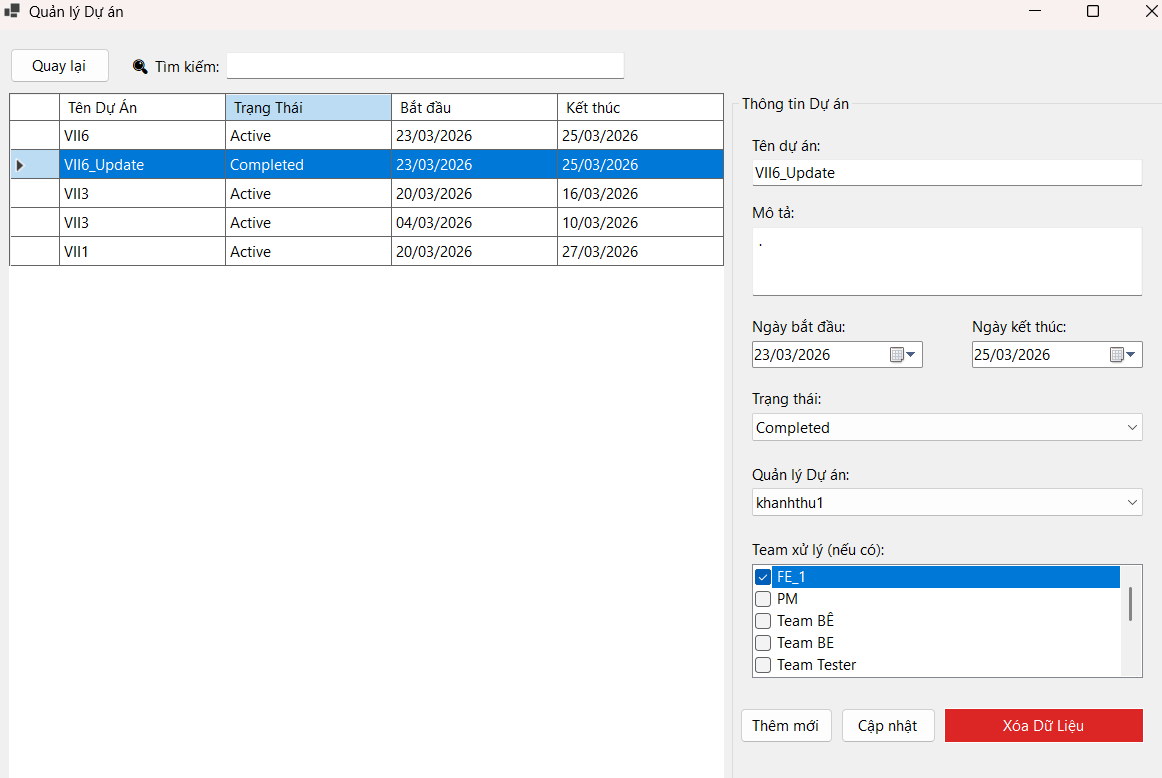 Quản lý Dự án
Quay lại
Tìm kiếm:
Tên Dự Án Trạng Thái Bắt đầu Kết thúc
VII6 Active 23/03/2026 25/03/2026
VII6_Update Completed 23/03/2026 25/03/2026
VII3 Active 20/03/2026 16/03/2026
VII3 Active 04/03/2026 10/03/2026
VII1 Active 20/03/2026 27/03/2026
Thông tin Dự án
Tên dự án:
VII6_Update
Mô tả:
.
Ngày bắt đầu: Ngày kết thúc:
23/03/2026 25/03/2026
Trạng thái:
Completed
Quản lý Dự án:
khanhthu1
Team xử lý (nếu có):
FE_1
PM
Team BÊ
Team BE
Team Tester
Thêm mới Cập nhật Xóa Dữ Liệu